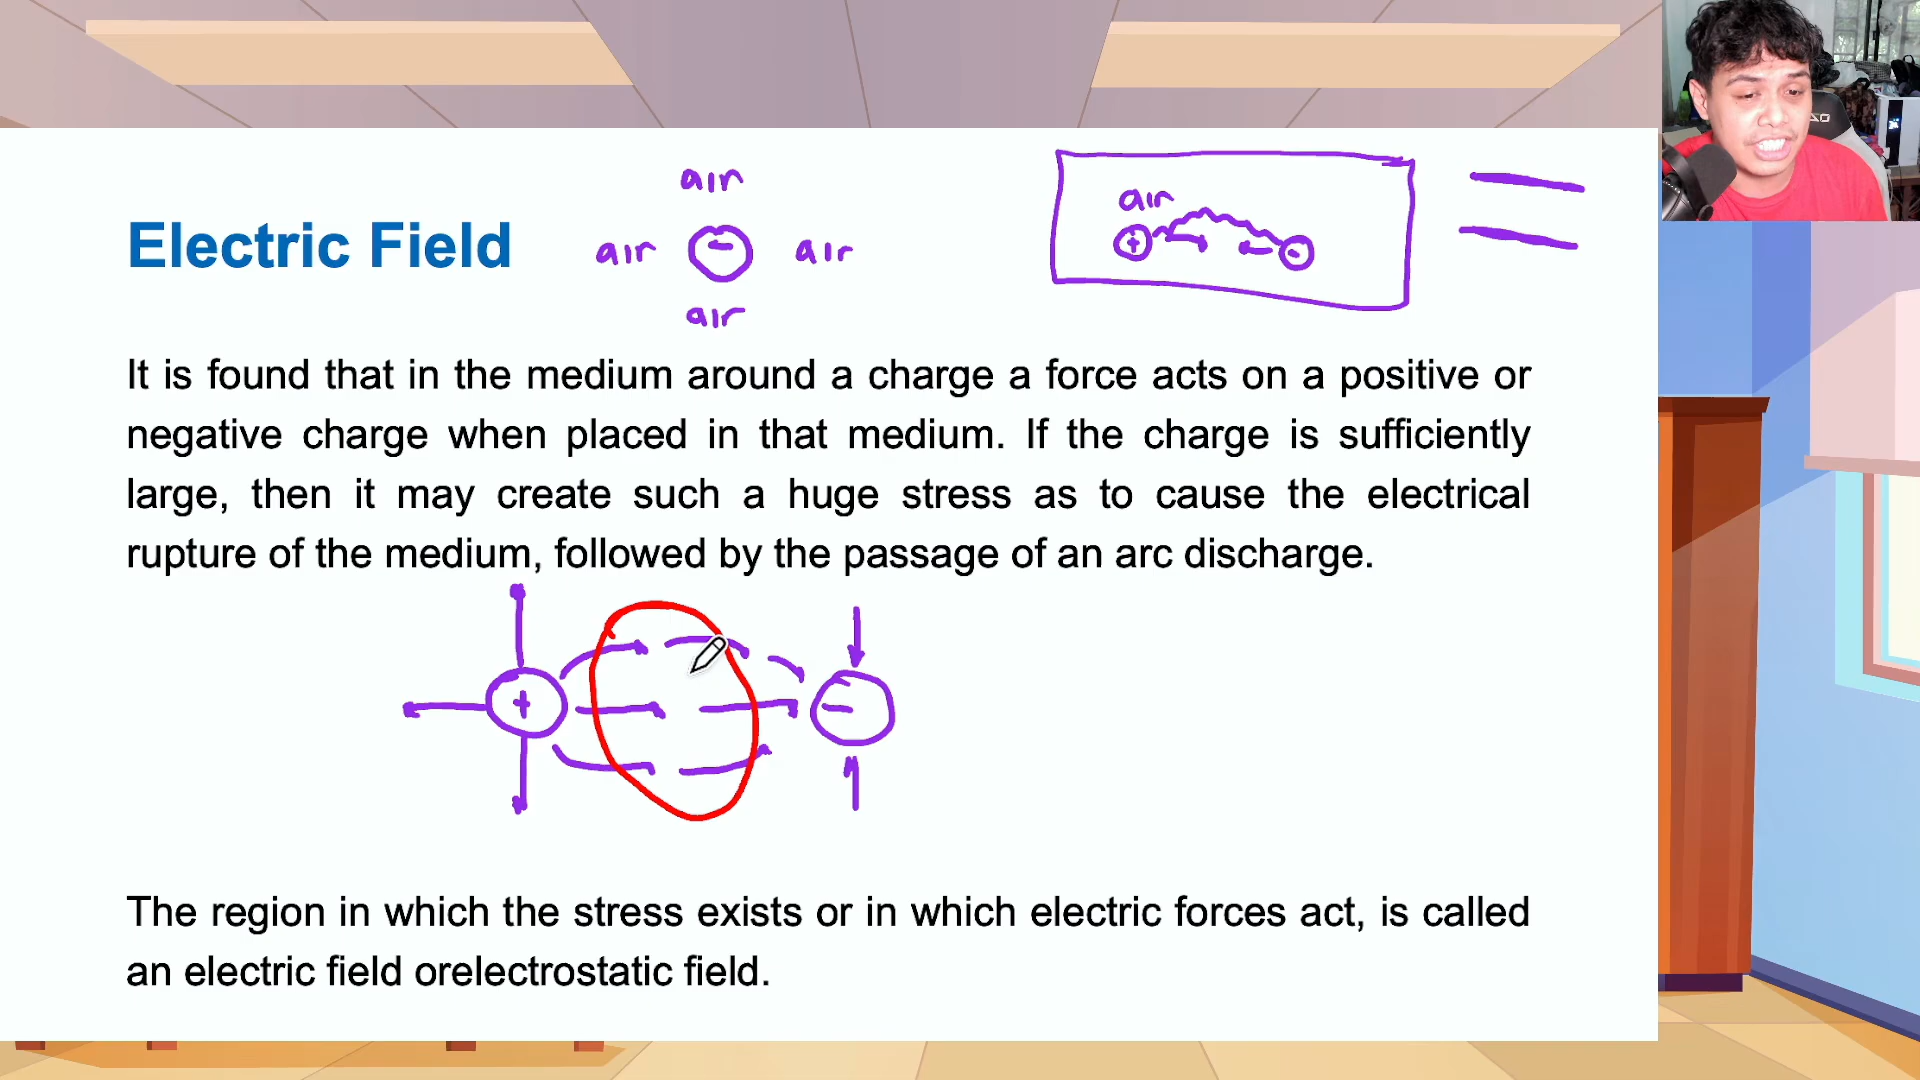 air
Electric Field
air - air
air
air
+ -
It is found that in the medium around a charge a force acts on a positive or
negative charge when placed in that medium. If the charge is sufficiently
large, then it may create such a huge stress as to cause the electrical
rupture of the medium, followed by the passage of an arc discharge.
+ -
The region in which the stress exists or in which electric forces act, is called
an electric field orelectrostatic field.